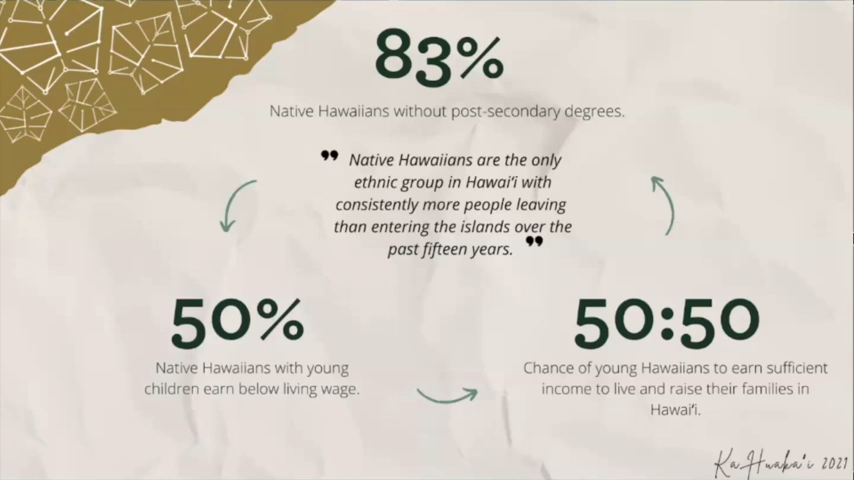 83%
Native Hawaiians without post-secondary degrees.
❞ Native Hawaiians are the only
ethnic group in Hawaiʻi with
consistently more people leaving
than entering the islands over the
past fifteen years. ❞
50%
Native Hawaiians with young
children earn below living wage.
50:50
Chance of young Hawaiians to earn sufficient
income to live and raise their families in
Hawaiʻi.
Ka Huakaʻi 2021